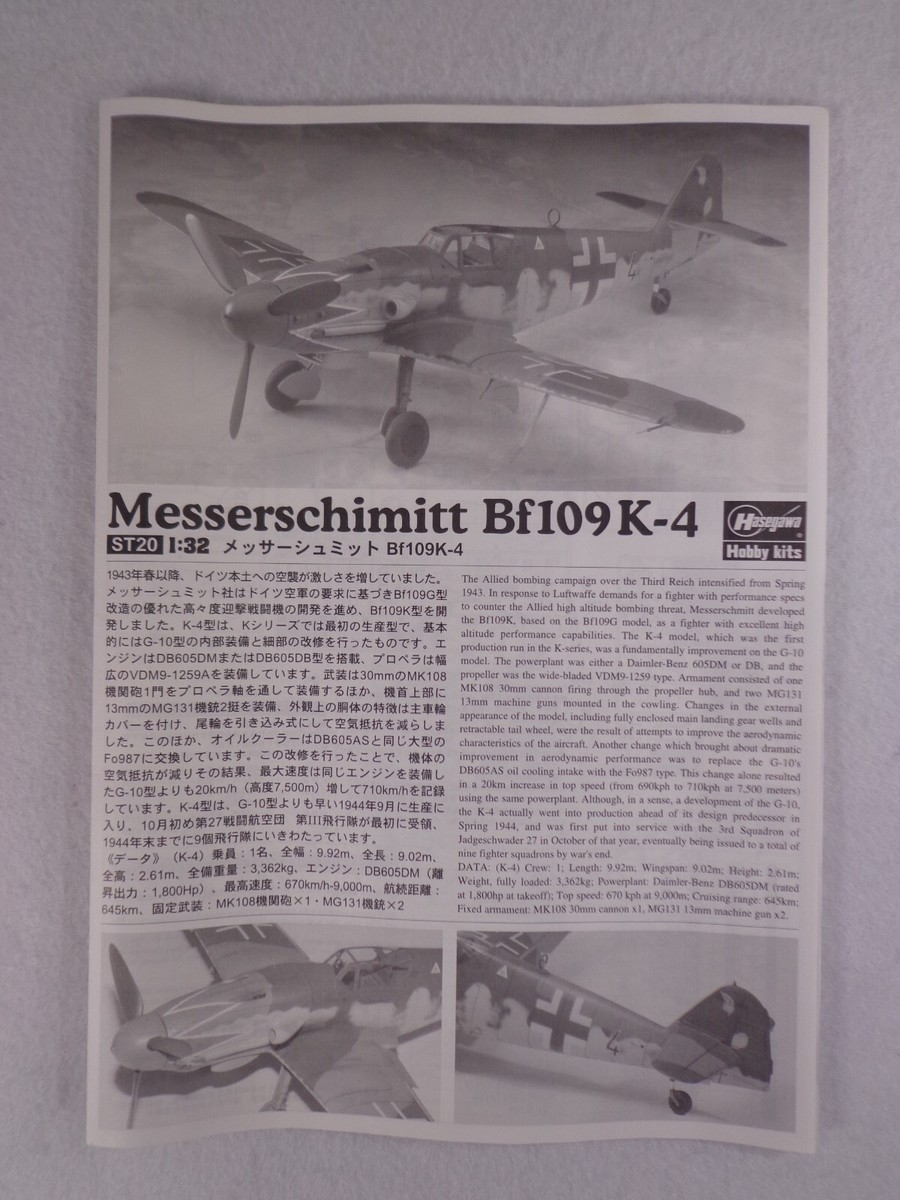 Messerschimitt Bf109K-4
Hasegawa
Hobby kits
ST20 1:32 メッサーシュミット Bf109K-4
1943年春以降、ドイツ本土への空襲が激しさを増していました。
メッサーシュミット社はドイツ空軍の要求に基づきBf109G型
改造の優れた高々度迎撃戦闘機の開発を進め、Bf109K型を開
発しました。K-4型は、Kシリーズでは最初の生産型で、基本
的にはG-10型の内部装備と細部の改修を行ったものです。エ
ンジンはDB605DMまたはDB605DB型を搭載、プロペラは幅
広のVDM9-1259Aを装備しています。武装は30mmのMK108
機関砲1門をプロペラ軸を通して装備するほか、機首上部に
13mmのMG131機銃2挺を装備、外観上の胴体の特徴は主車輪
カバーを付け、尾輪を引き込み式にして空気抵抗を減らしま
した。このほか、オイルクーラーはDB605ASと同じ大型の
Fo987に交換しています。この改修を行ったことで、機体の
空気抵抗が減りその結果、最大速度は同じエンジンを装備し
たG-10型よりも20km/h（高度7,500m）増して710km/hを記録
しています。K-4型は、G-10型よりも早い1944年9月に生産に
入り、10月初め第27戦闘航空団 第III飛行隊が最初に受領、
1944年末までに9個飛行隊にいきわたっています。
《データ》（K-4）乗員：1名、全幅：9.92m、全長：9.02m、
全高：2.61m、全備重量：3,362kg、エンジン：DB605DM（離
昇出力：1,800Hp）、最高速度：670km/h-9,000m、航続距離：
645km、固定武装：MK108機関砲×1・MG131機銃×2
The Allied bombing campaign over the Third Reich intensified from Spring
1943. In response to Luftwaffe demands for a fighter with performance specs
to counter the Allied high altitude bombing threat, Messerschmitt developed
the Bf109K, based on the Bf109G model, as a fighter with excellent high
altitude performance capabilities. The K-4 model, which was the first
production run in the K-series, was a fundamentally improvement on the G-10
model. The powerplant was either a Daimler-Benz 605DM or DB, and the
propeller was the wide-bladed VDM9-1259 type. Armament consisted of one
MK108 30mm cannon firing through the propeller hub, and two MG131
13mm machine guns mounted in the cowling. Changes in the external
appearance of the model, including fully enclosed main landing gear wells and
retractable tail wheel, were the result of attempts to improve the aerodynamic
characteristics of the aircraft. Another change which brought about dramatic
improvement in aerodynamic performance was to replace the G-10's
DB605AS oil cooling intake with the Fo987 type. This change alone resulted
in a 20km increase in top speed (from 690kph to 710kph at 7,500 meters)
using the same powerplant. Although, in a sense, a development of the G-10,
the K-4 actually went into production ahead of its design predecessor in
Spring 1944, and was first put into service with the 3rd Squadron of
Jadgeschwader 27 in October of that year, eventually being issued to a total of
nine fighter squadrons by war's end.
DATA: (K-4) Crew: 1; Length: 9.92m; Wingspan: 9.02m; Height: 2.61m;
Weight, fully loaded: 3,362kg; Powerplant: Daimler-Benz DB605DM (rated
at 1,800hp at takeoff); Top speed: 670 kph at 9,000m; Cruising range: 645km;
Fixed armament: MK108 30mm cannon x1, MG131 13mm machine gun x2.